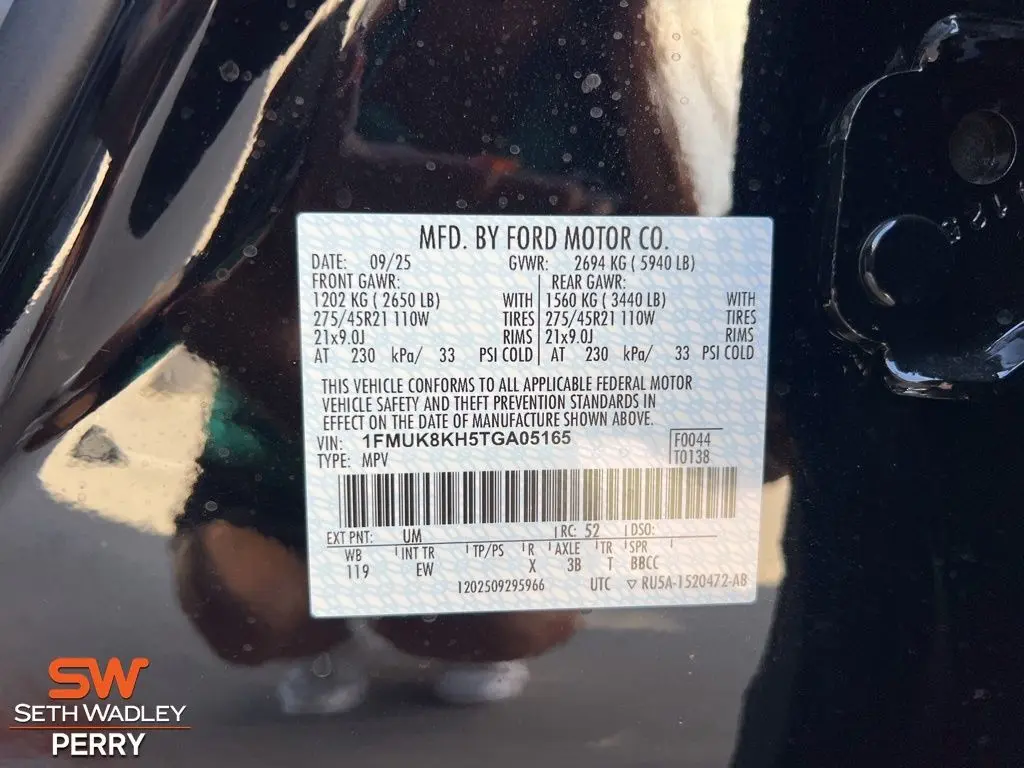 MFD. BY FORD MOTOR CO.
DATE: 09/25 GVWR: 2694 KG ( 5940 LB)
FRONT GAWR: REAR GAWR:
1202 KG ( 2650 LB) WITH 1560 KG ( 3440 LB) WITH
275/45R21 110W TIRES 275/45R21 110W TIRES
21x9.0J RIMS 21x9.0J RIMS
AT 230 kPa/ 33 PSI COLD AT 230 kPa/ 33 PSI COLD
THIS VEHICLE CONFORMS TO ALL APPLICABLE FEDERAL MOTOR
VEHICLE SAFETY AND THEFT PREVENTION STANDARDS IN
EFFECT ON THE DATE OF MANUFACTURE SHOWN ABOVE.
VIN: 1FMUK8KH5TGA05165 F0044
TYPE: MPV T0138
EXT PNT: UM RC: 52 DSO:
WB INT TR TP/PS R AXLE TR SPR
119 EW X 3B T BBCC
1202509295966 UTC ▽ RU5A-1520472-AB
SW
SETH WADLEY
PERRY